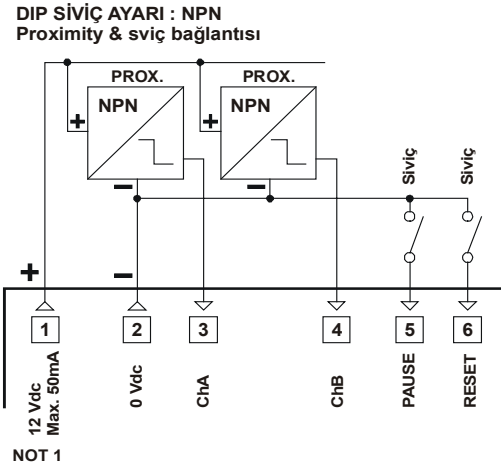 DIP SİVİÇ AYARI : NPN
Proximity & sviç bağlantısı
PROX.
PROX.
NPN
NPN
+
+
−
−
Siviç
Siviç
+
−
1
2
3
4
5
6
12 Vdc
Max. 50mA
0 Vdc
ChA
ChB
PAUSE
RESET
NOT 1